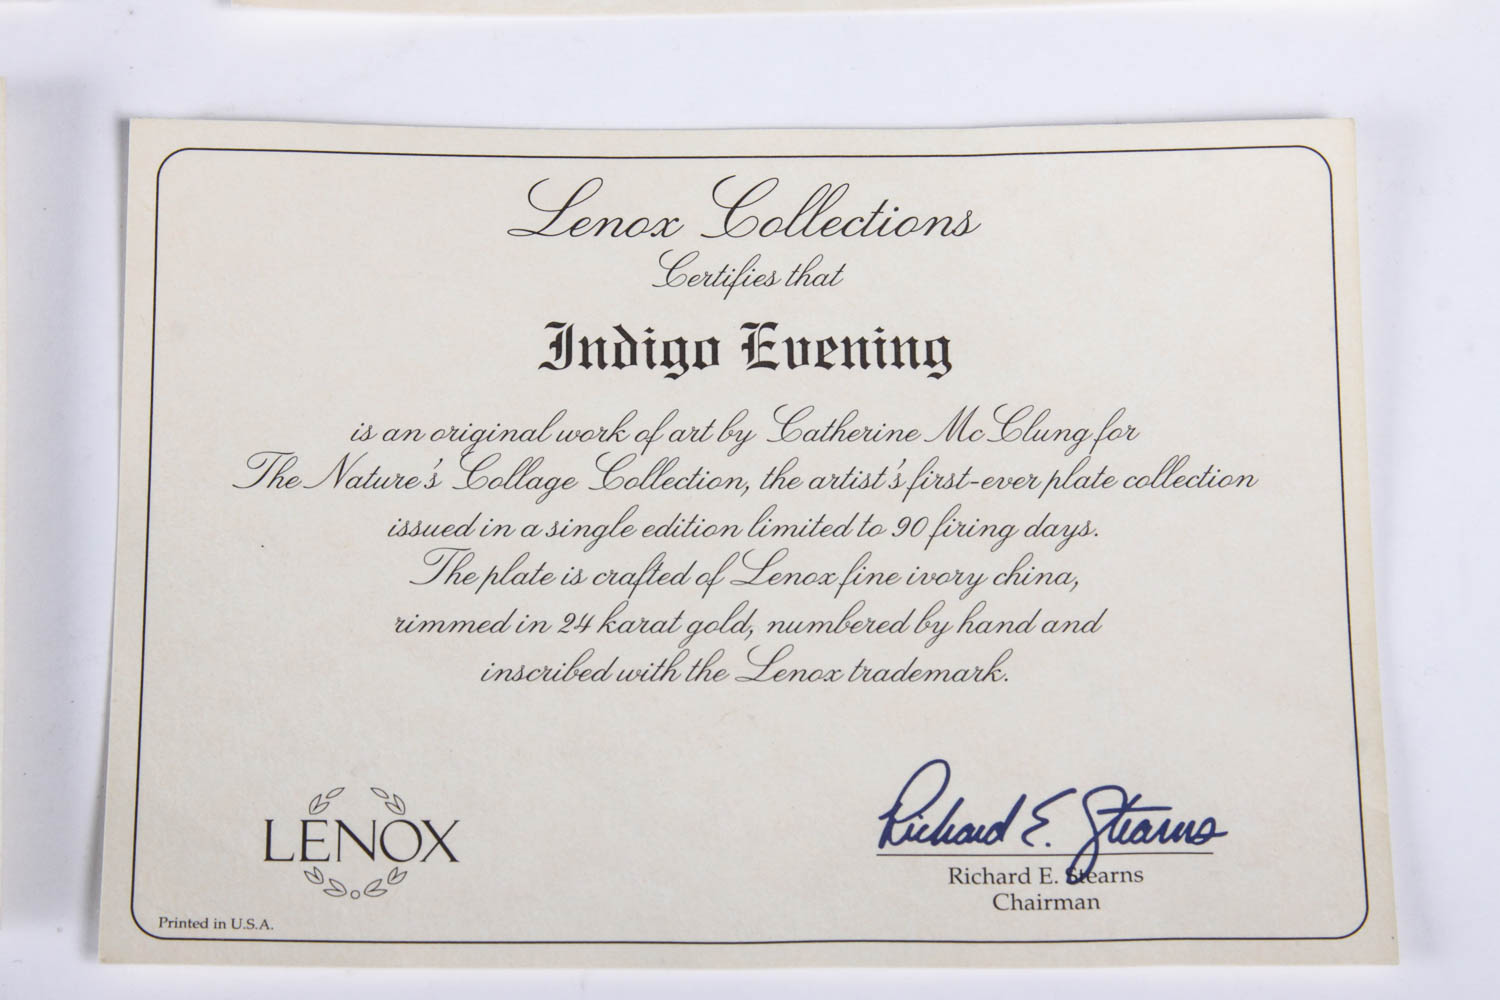 Lenox Collections
Certifies that
Indigo Evening
is an original work of art by Catherine McClung for
The Nature's Collage Collection, the artist's first-ever plate collection
issued in a single edition limited to 90 firing days.
The plate is crafted of Lenox fine ivory china,
rimmed in 24 karat gold, numbered by hand and
inscribed with the Lenox trademark.
LENOX
Richard E. Stearns
Richard E. Stearns
Chairman
Printed in U.S.A.